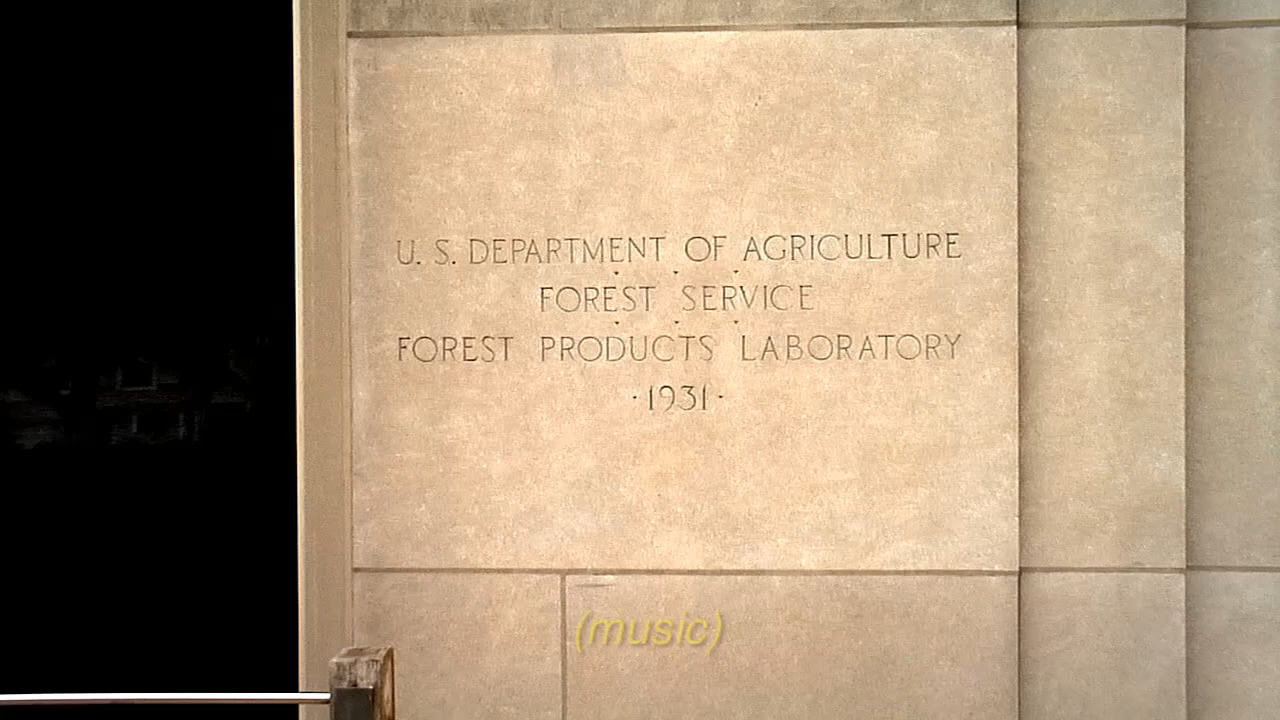 U. S. DEPARTMENT OF AGRICULTURE
FOREST SERVICE
FOREST PRODUCTS LABORATORY
·1931·
(music)